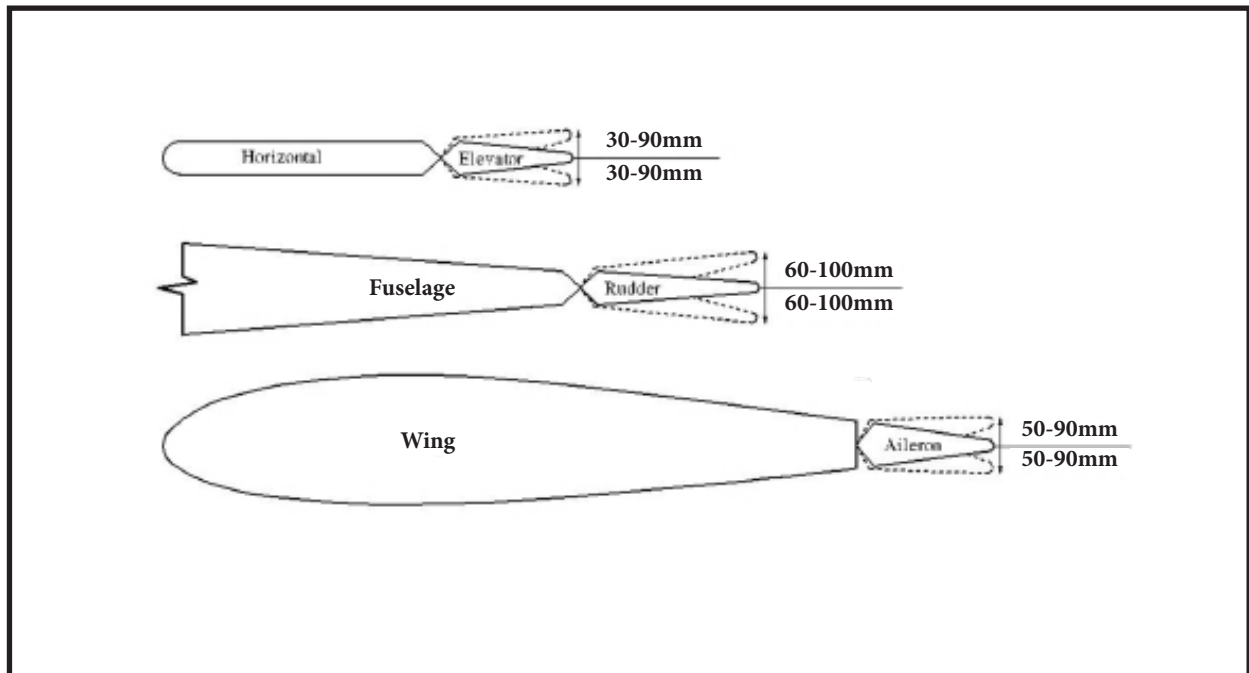 30-90mm
Horizontal
Elevator
30-90mm
60-100mm
Fuselage
Rudder
60-100mm
50-90mm
Wing
Aileron
50-90mm